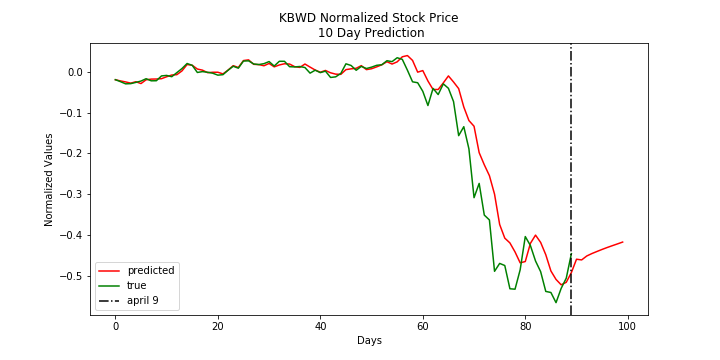 KBWD Normalized Stock Price
10 Day Prediction
Normalized Values
0.0
−0.1
−0.2
−0.3
−0.4
−0.5
predicted
true
april 9
0 20 40 60 80 100
Days